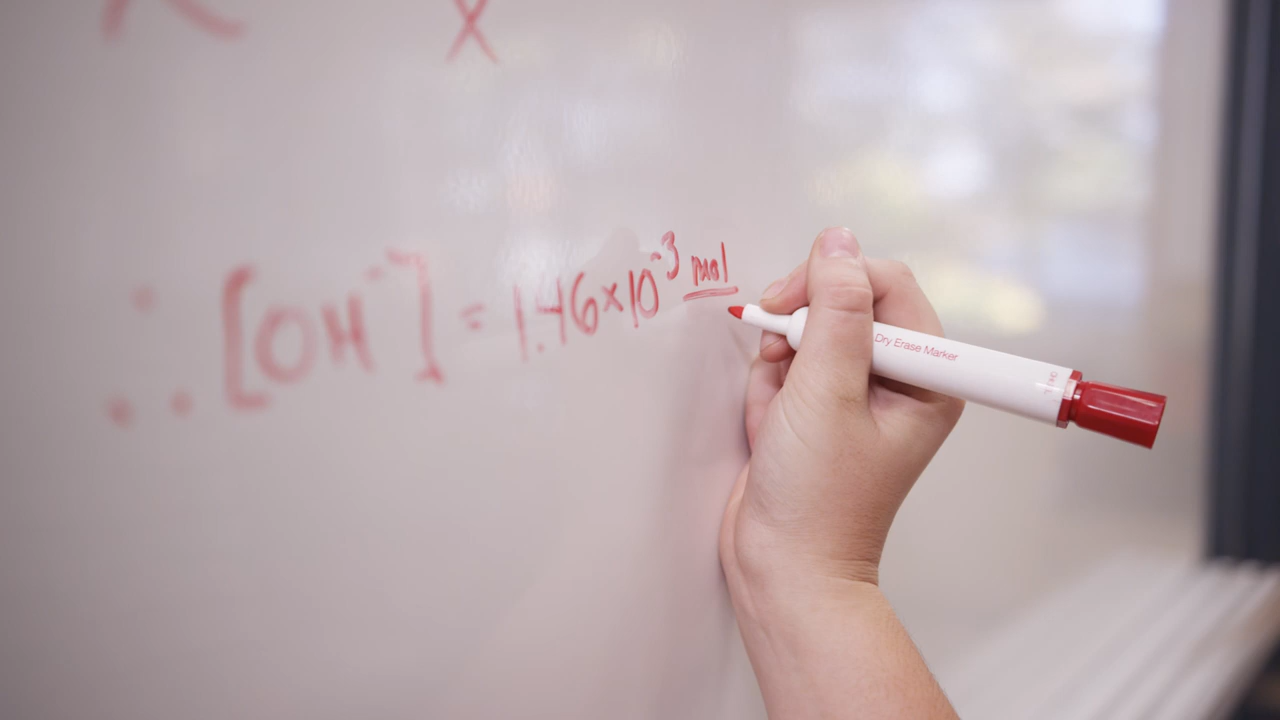 x
∴ [OH⁻] = 1.46×10⁻³ mol
Dry Erase Marker